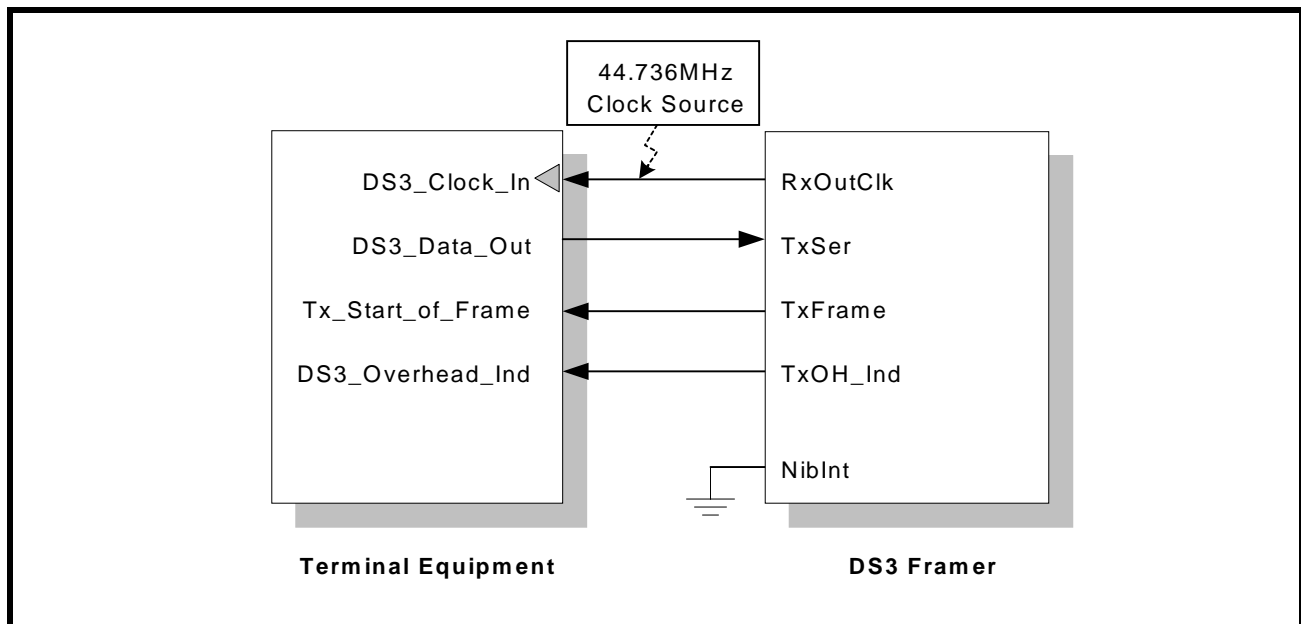 44.736MHz
Clock Source
DS3_Clock_In
RxOutClk
DS3_Data_Out
TxSer
Tx_Start_of_Frame
TxFrame
DS3_Overhead_Ind
TxOH_Ind
NibInt
Terminal Equipment
DS3 Framer